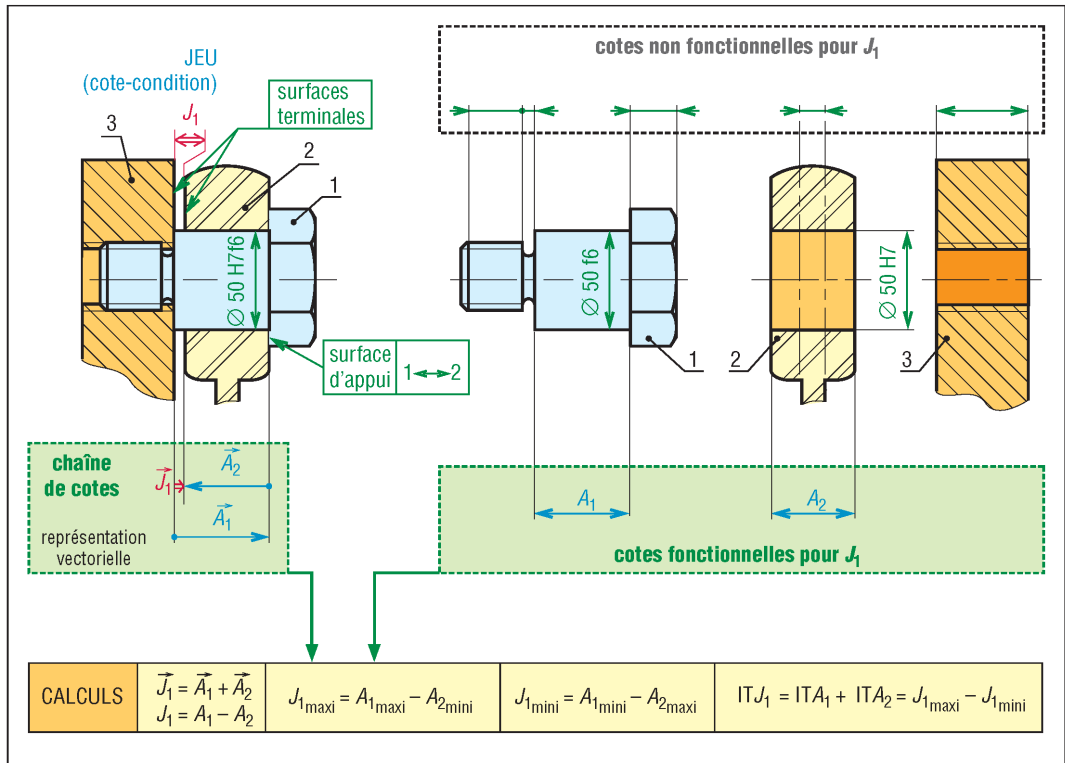 cotes non fonctionnelles pour J1
JEU
(cote-condition)
surfaces
terminales
J1
3
2
1
Ø 50 H7f6
Ø 50 f6
Ø 50 H7
1
2
3
surface
d'appui
1↔2
chaîne
de cotes
J1
A2
A1
représentation
vectorielle
A1
A2
cotes fonctionnelles pour J1
CALCULS
J1 = A1 + A2
J1 = A1 – A2
J1maxi = A1maxi – A2mini
J1mini = A1mini – A2maxi
ITJ1 = ITA1 + ITA2 = J1maxi – J1mini